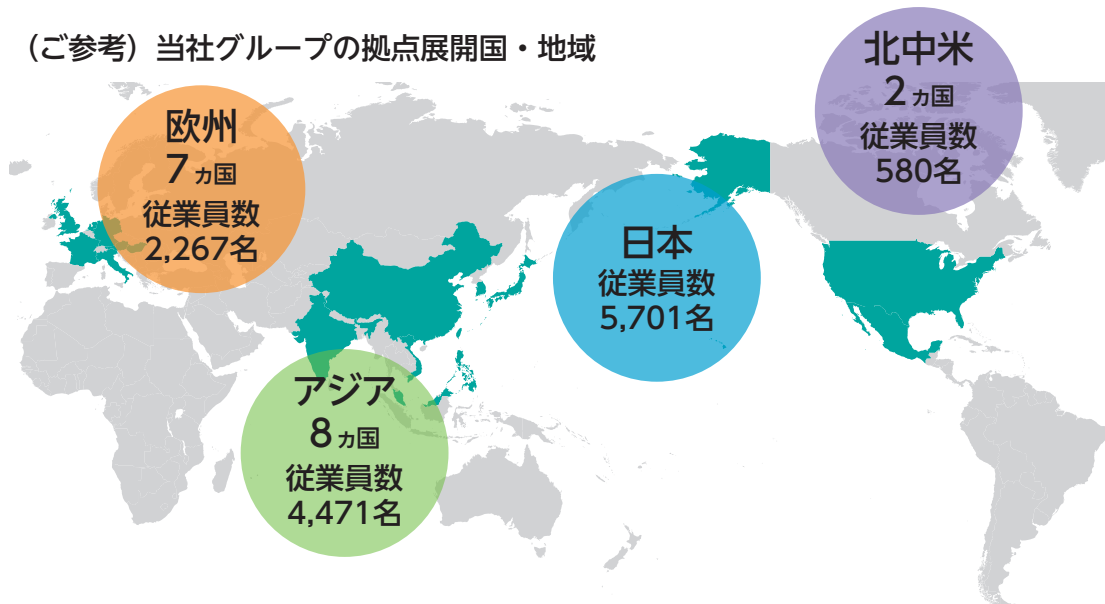 （ご参考）当社グループの拠点展開国・地域
欧州
7ヵ国
従業員数
2,267名
アジア
8ヵ国
従業員数
4,471名
日本
従業員数
5,701名
北中米
2ヵ国
従業員数
580名